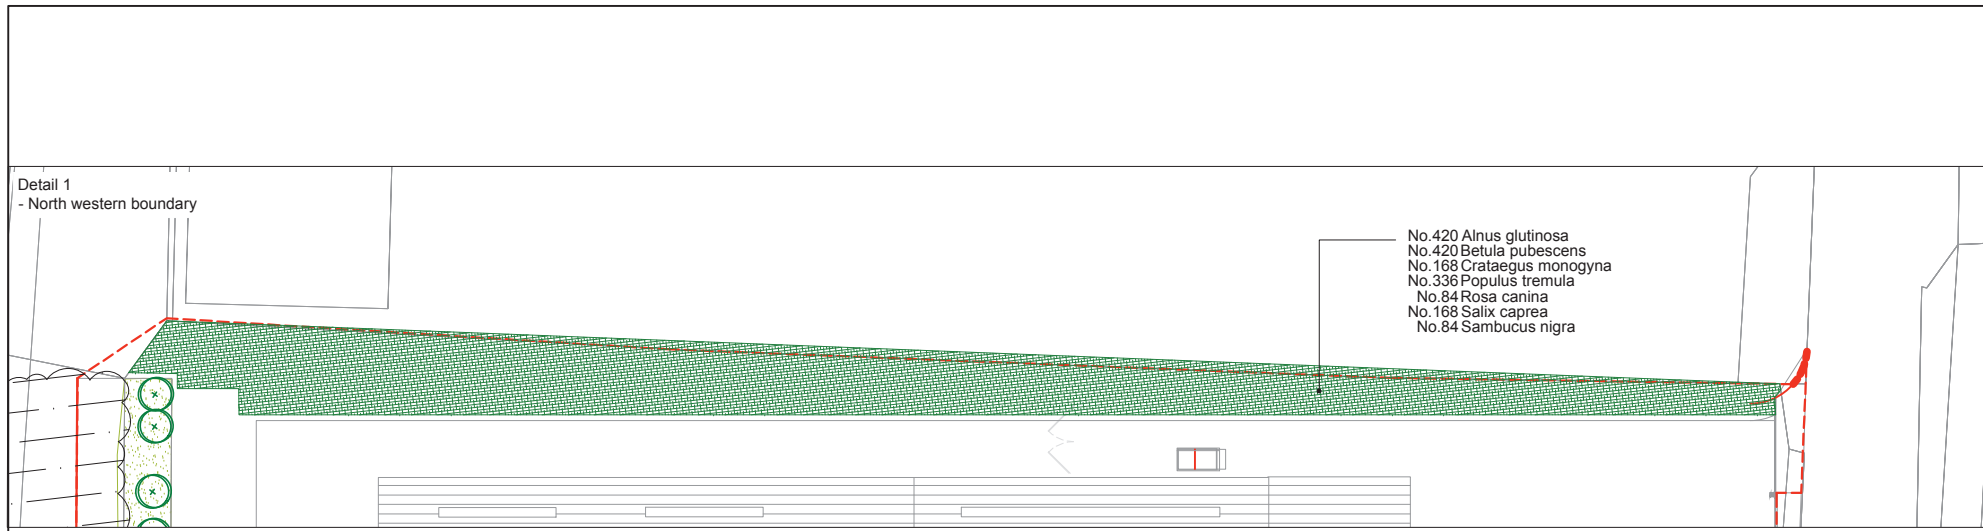 Detail 1
- North western boundary
No.420 Alnus glutinosa
No.420 Betula pubescens
No.168 Crataegus monogyna
No.336 Populus tremula
No.84 Rosa canina
No.168 Salix caprea
No.84 Sambucus nigra